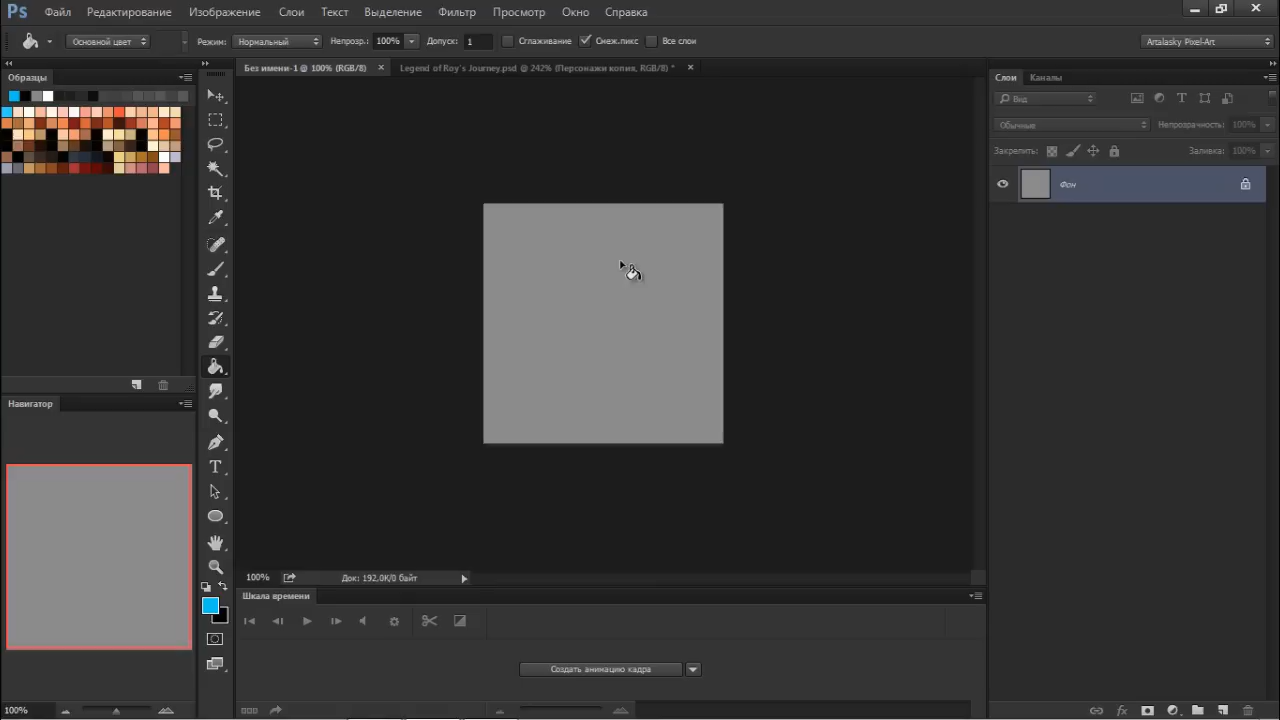 Ps Файл Редактирование Изображение Слои Текст Выделение Фильтр Просмотр Окно Справка
Основной цвет Режим: Нормальный Непрозр.: 100% Допуск: 1 Сглаживание Смеж.пикс Все слои Artalasky Pixel-Art
Образцы
Без имени-1 @ 100% (RGB/8) × Legend of Roy's Journey.psd @ 242% (Персонажи копия, RGB/8) * ×
Слои Каналы
Вид
Обычные Непрозрачность: 100%
Закрепить: Заливка: 100%
Фон
Навигатор
T
100% Док: 192,0K/0 байт
Шкала времени
Создать анимацию кадра
100%
fx